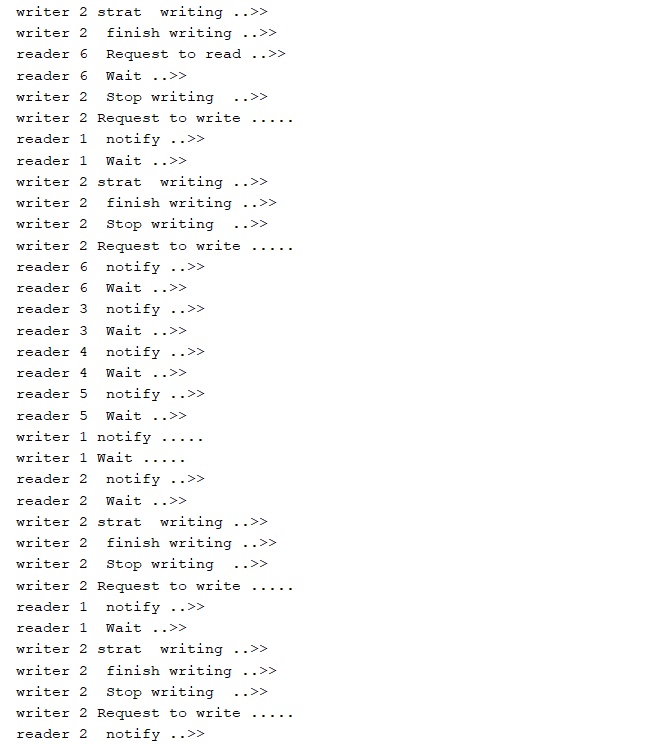 writer 2 strat  writing ..>>
writer 2  finish writing ..>>
reader 6  Request to read ..>>
reader 6  Wait ..>>
writer 2  Stop writing  ..>>
writer 2 Request to write .....
reader 1  notify ..>>
reader 1  Wait ..>>
writer 2 strat  writing ..>>
writer 2  finish writing ..>>
writer 2  Stop writing  ..>>
writer 2 Request to write .....
reader 6  notify ..>>
reader 6  Wait ..>>
reader 3  notify ..>>
reader 3  Wait ..>>
reader 4  notify ..>>
reader 4  Wait ..>>
reader 5  notify ..>>
reader 5  Wait ..>>
writer 1 notify .....
writer 1 Wait .....
reader 2  notify ..>>
reader 2  Wait ..>>
writer 2 strat  writing ..>>
writer 2  finish writing ..>>
writer 2  Stop writing  ..>>
writer 2 Request to write .....
reader 1  notify ..>>
reader 1  Wait ..>>
writer 2 strat  writing ..>>
writer 2  finish writing ..>>
writer 2  Stop writing  ..>>
writer 2 Request to write .....
reader 2  notify ..>>